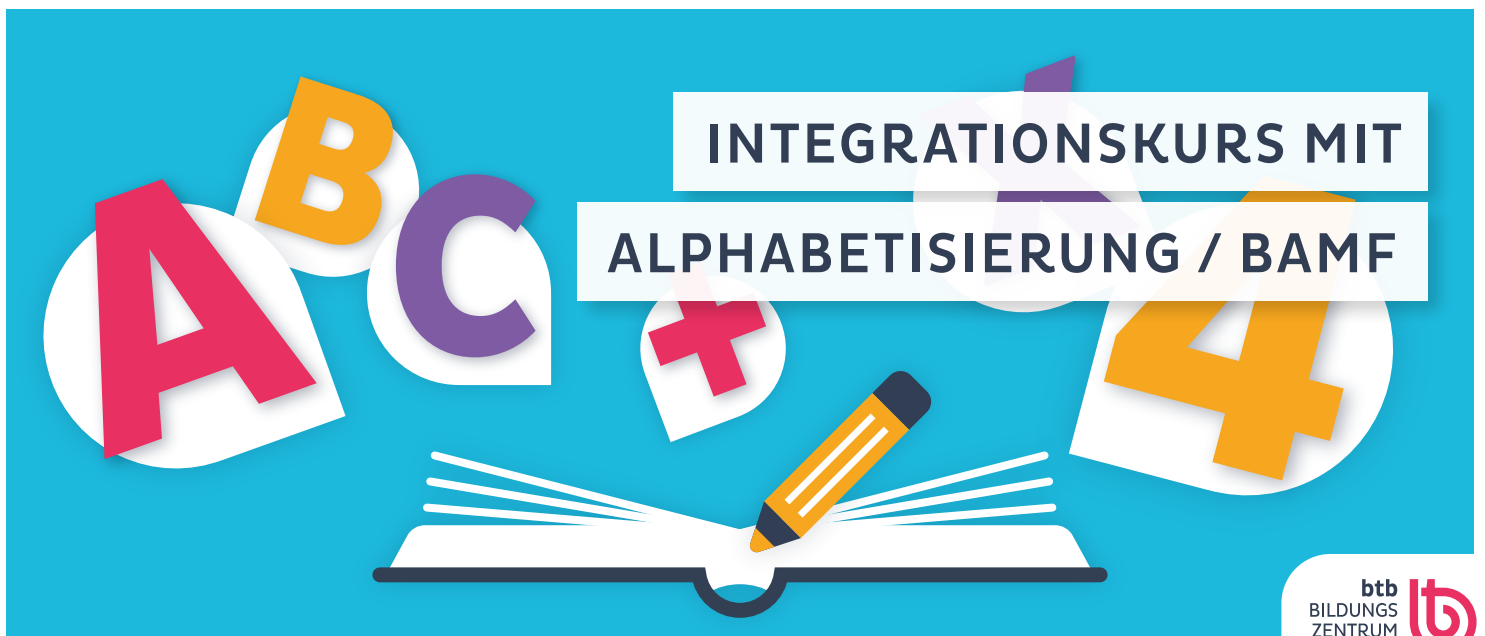 A
B
C
INTEGRATIONSKURS MIT
ALPHABETISIERUNG / BAMF
+
4
btb
BILDUNGS
ZENTRUM